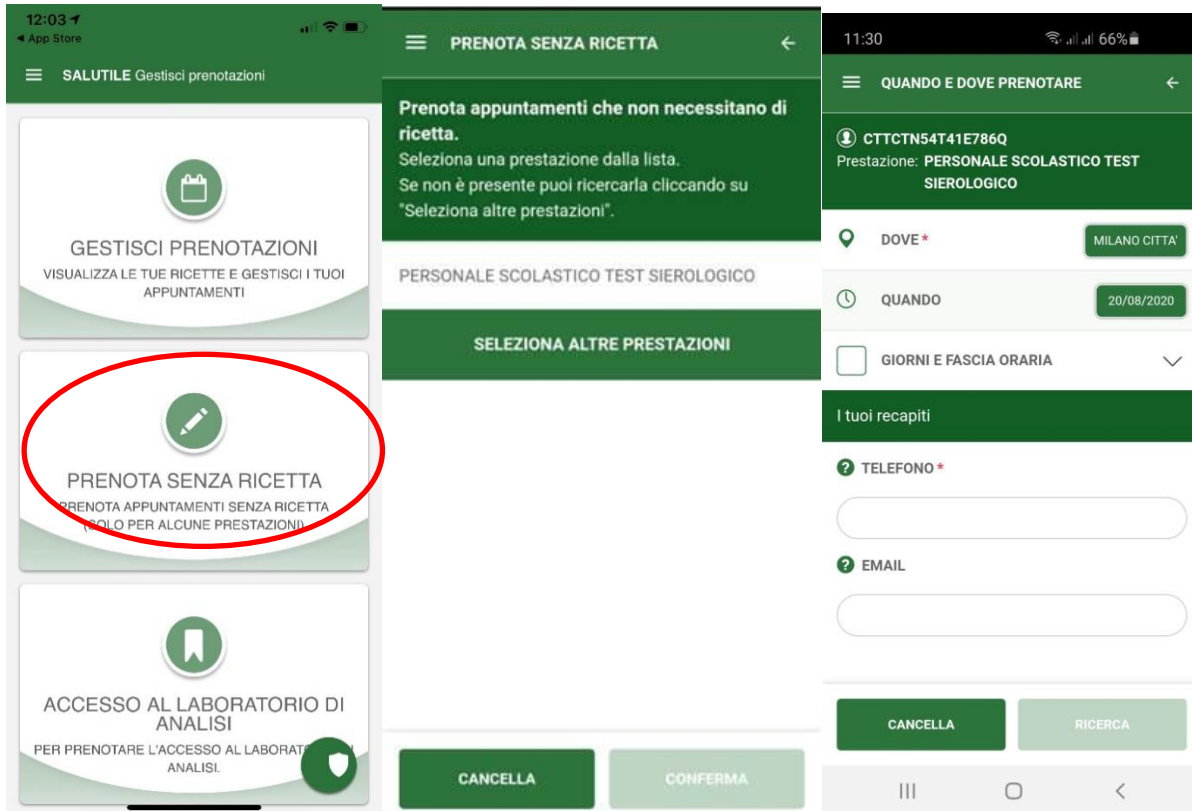 12:03
App Store
SALUTILE Gestisci prenotazioni
GESTISCI PRENOTAZIONI
VISUALIZZA LE TUE RICETTE E GESTISCI I TUOI
APPUNTAMENTI
PRENOTA SENZA RICETTA
PRENOTA APPUNTAMENTI SENZA RICETTA
(SOLO PER ALCUNE PRESTAZIONI)
ACCESSO AL LABORATORIO DI
ANALISI
PER PRENOTARE L'ACCESSO AL
ANALISI.
PRENOTA SENZA RICETTA
Prenota appuntamenti che non necessitano di
ricetta.
Seleziona una prestazione dalla lista.
Se non è presente puoi ricercarla cliccando su
"Seleziona altre prestazioni".
PERSONALE SCOLASTICO TEST SIEROLOGICO
SELEZIONA ALTRE PRESTAZIONI
CANCELLA
CONFERMA
11:30 66%
QUANDO E DOVE PRENOTARE
CTTCTN54T41E786Q
Prestazione: PERSONALE SCOLASTICO TEST
SIEROLOGICO
DOVE * MILANO CITTA'
QUANDO 20/08/2020
GIORNI E FASCIA ORARIA
I tuoi recapiti
? TELEFONO *
? EMAIL
CANCELLA
RICERCA